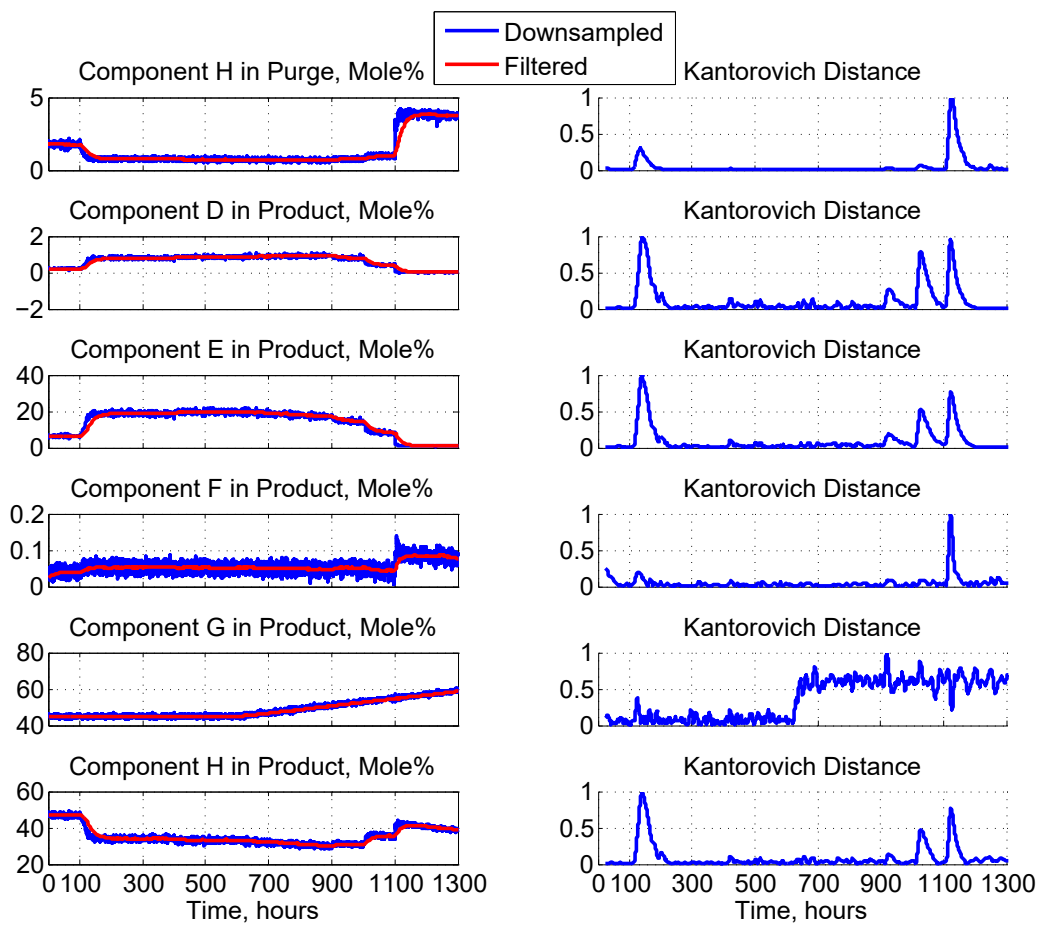 Downsampled
Filtered
Component H in Purge, Mole%
Kantorovich Distance
5
0
1
0.5
0
Component D in Product, Mole%
Kantorovich Distance
2
0
−2
1
0.5
0
Component E in Product, Mole%
Kantorovich Distance
40
20
0
1
0.5
0
Component F in Product, Mole%
Kantorovich Distance
0.2
0.1
0
1
0.5
0
Component G in Product, Mole%
Kantorovich Distance
80
60
40
1
0.5
0
Component H in Product, Mole%
Kantorovich Distance
60
40
20
1
0.5
0
0 100 300 500 700 900 1100 1300
0 100 300 500 700 900 1100 1300
Time, hours
Time, hours